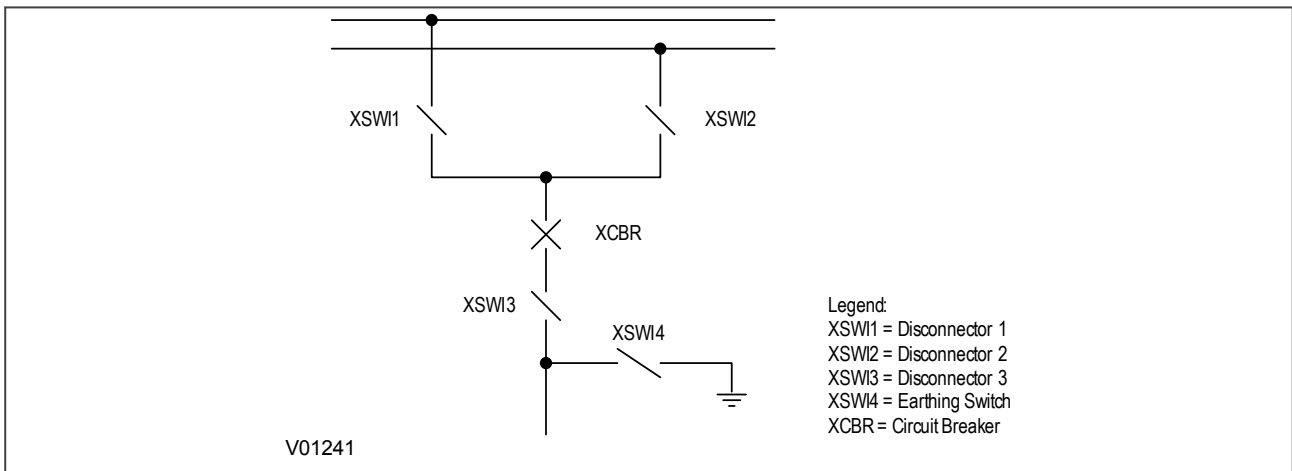 XSWI1
XSWI2
XCBR
XSWI3
XSWI4
Legend:
XSWI1 = Disconnector 1
XSWI2 = Disconnector 2
XSWI3 = Disconnector 3
XSWI4 = Earthing Switch
XCBR = Circuit Breaker
V01241